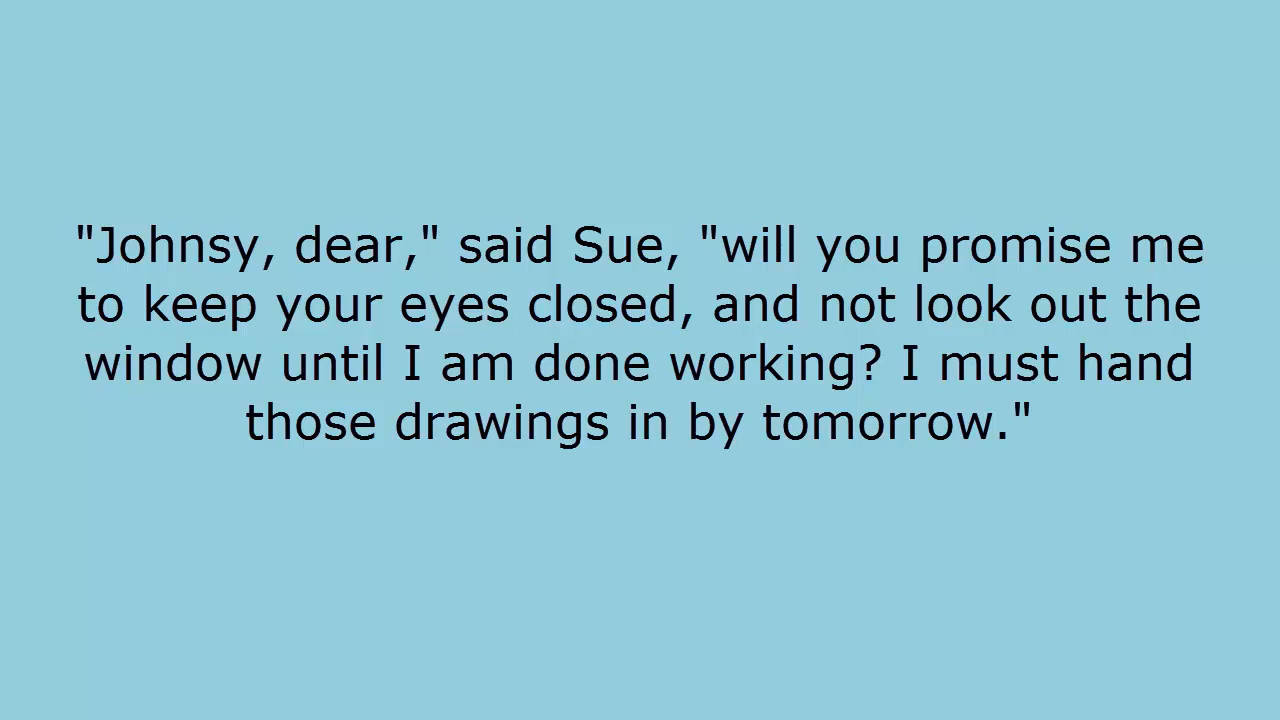 "Johnsy, dear," said Sue, "will you promise me
to keep your eyes closed, and not look out the
window until I am done working? I must hand
those drawings in by tomorrow."